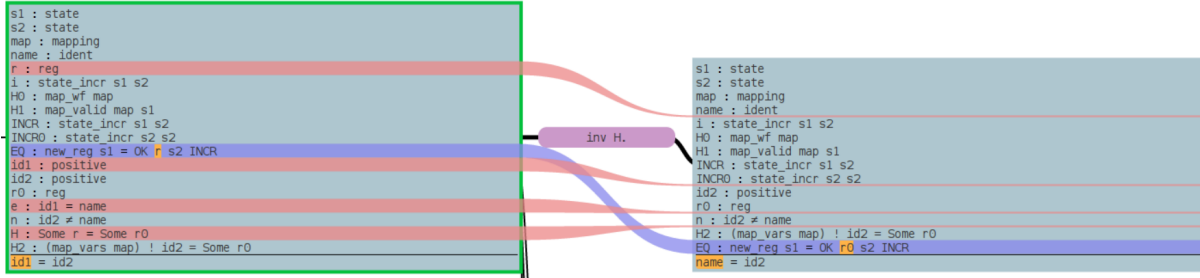 s1 : state
s2 : state
map : mapping
name : ident
r : reg
i : state_incr s1 s2
H0 : map_wf map
H1 : map_valid map s1
INCR : state_incr s1 s2
INCR0 : state_incr s2 s2
EQ : new_reg s1 = OK r s2 INCR
id1 : positive
id2 : positive
r0 : reg
e : id1 = name
n : id2 ≠ name
H : Some r = Some r0
H2 : (map_vars map) ! id2 = Some r0
id1 = id2
inv H.
s1 : state
s2 : state
map : mapping
name : ident
i : state_incr s1 s2
H0 : map_wf map
H1 : map_valid map s1
INCR : state_incr s1 s2
INCR0 : state_incr s2 s2
id2 : positive
r0 : reg
n : id2 ≠ name
H2 : (map_vars map) ! id2 = Some r0
EQ : new_reg s1 = OK r0 s2 INCR
name = id2